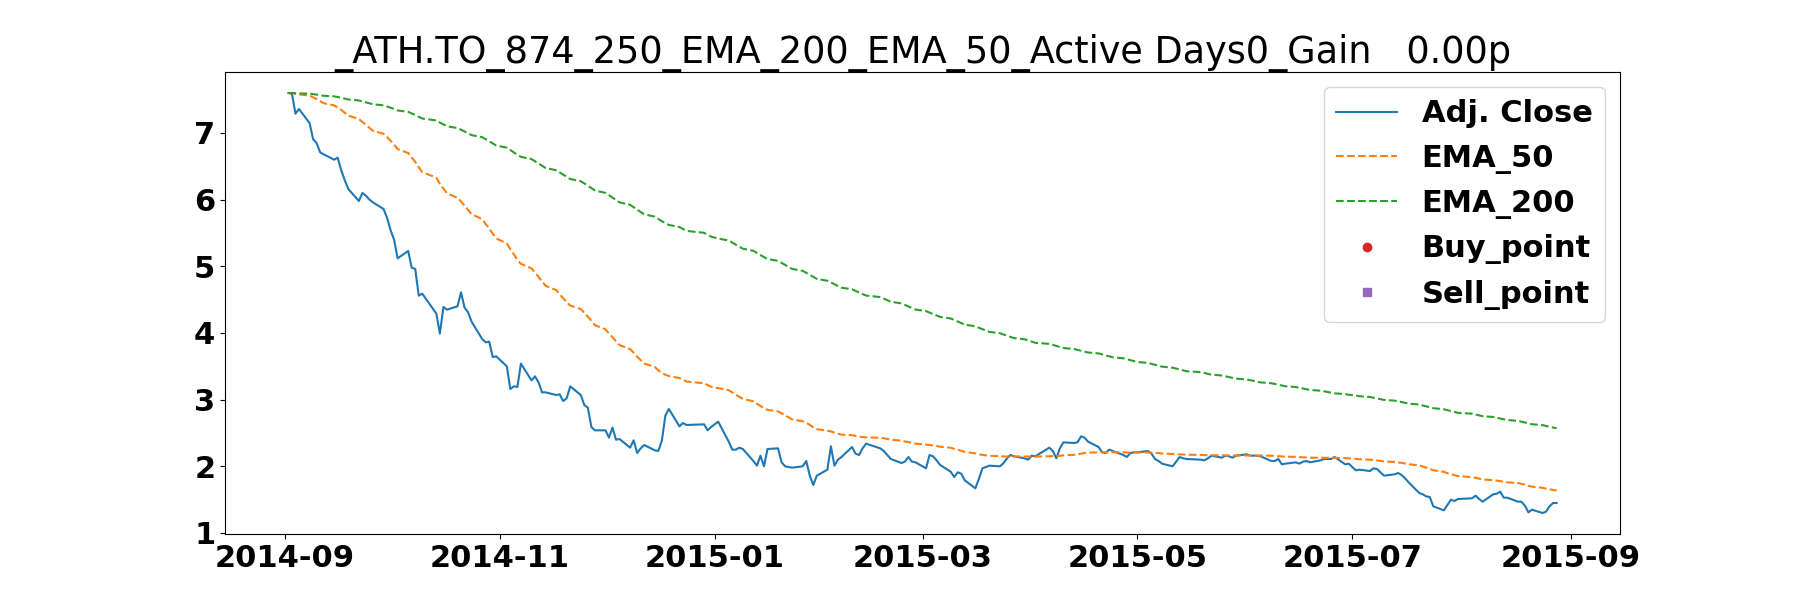 _ATH.TO_874_250_EMA_200_EMA_50_Active Days0_Gain   0.00p
Adj. Close
EMA_50
EMA_200
Buy_point
Sell_point
7
6
5
4
3
2
1
2014-09 2014-11 2015-01 2015-03 2015-05 2015-07 2015-09